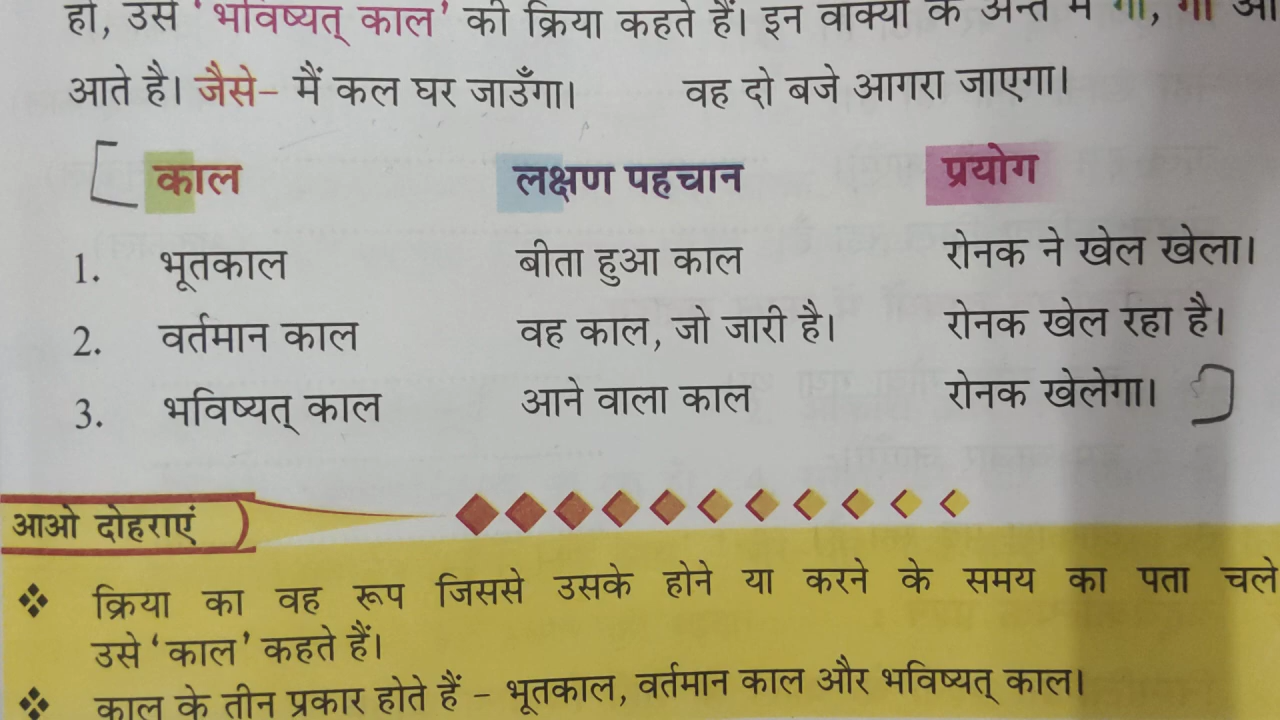 हो, उसे 'भविष्यत् काल' की क्रिया कहते हैं। इन वाक्यों के अन्त में गा,
आते है। जैसे– मैं कल घर जाउँगा। वह दो बजे आगरा जाएगा।
काल लक्षण पहचान प्रयोग
1. भूतकाल बीता हुआ काल रोनक ने खेल खेला।
2. वर्तमान काल वह काल, जो जारी है। रोनक खेल रहा है।
3. भविष्यत् काल आने वाला काल रोनक खेलेगा।
आओ दोहराएं
❖ क्रिया का वह रूप जिससे उसके होने या करने के समय का पता चले
उसे 'काल' कहते हैं।
❖ काल के तीन प्रकार होते हैं – भूतकाल, वर्तमान काल और भविष्यत् काल।